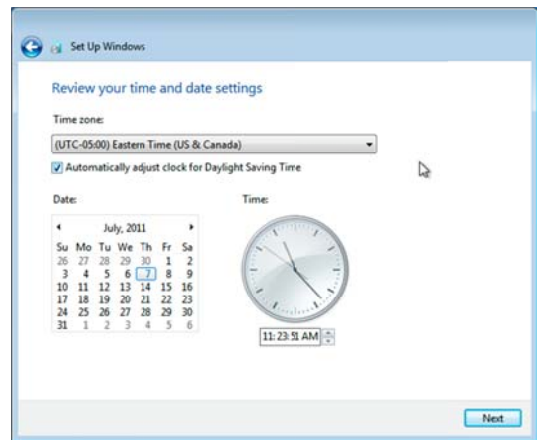 Set Up Windows
Review your time and date settings
Time zone:
(UTC-05:00) Eastern Time (US & Canada)
Automatically adjust clock for Daylight Saving Time
Date:
Time:
July, 2011
Su Mo Tu We Th Fr Sa
26 27 28 29 30 1 2
3 4 5 6 7 8 9
10 11 12 13 14 15 16
17 18 19 20 21 22 23
24 25 26 27 28 29 30
31 1 2 3 4 5 6
11:23:51 AM
Next